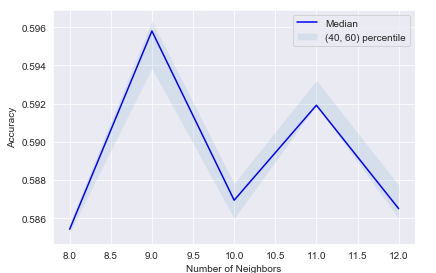 0.596
0.594
0.592
0.590
0.588
0.586
Accuracy
Median
(40, 60) percentile
8.0 8.5 9.0 9.5 10.0 10.5 11.0 11.5 12.0
Number of Neighbors